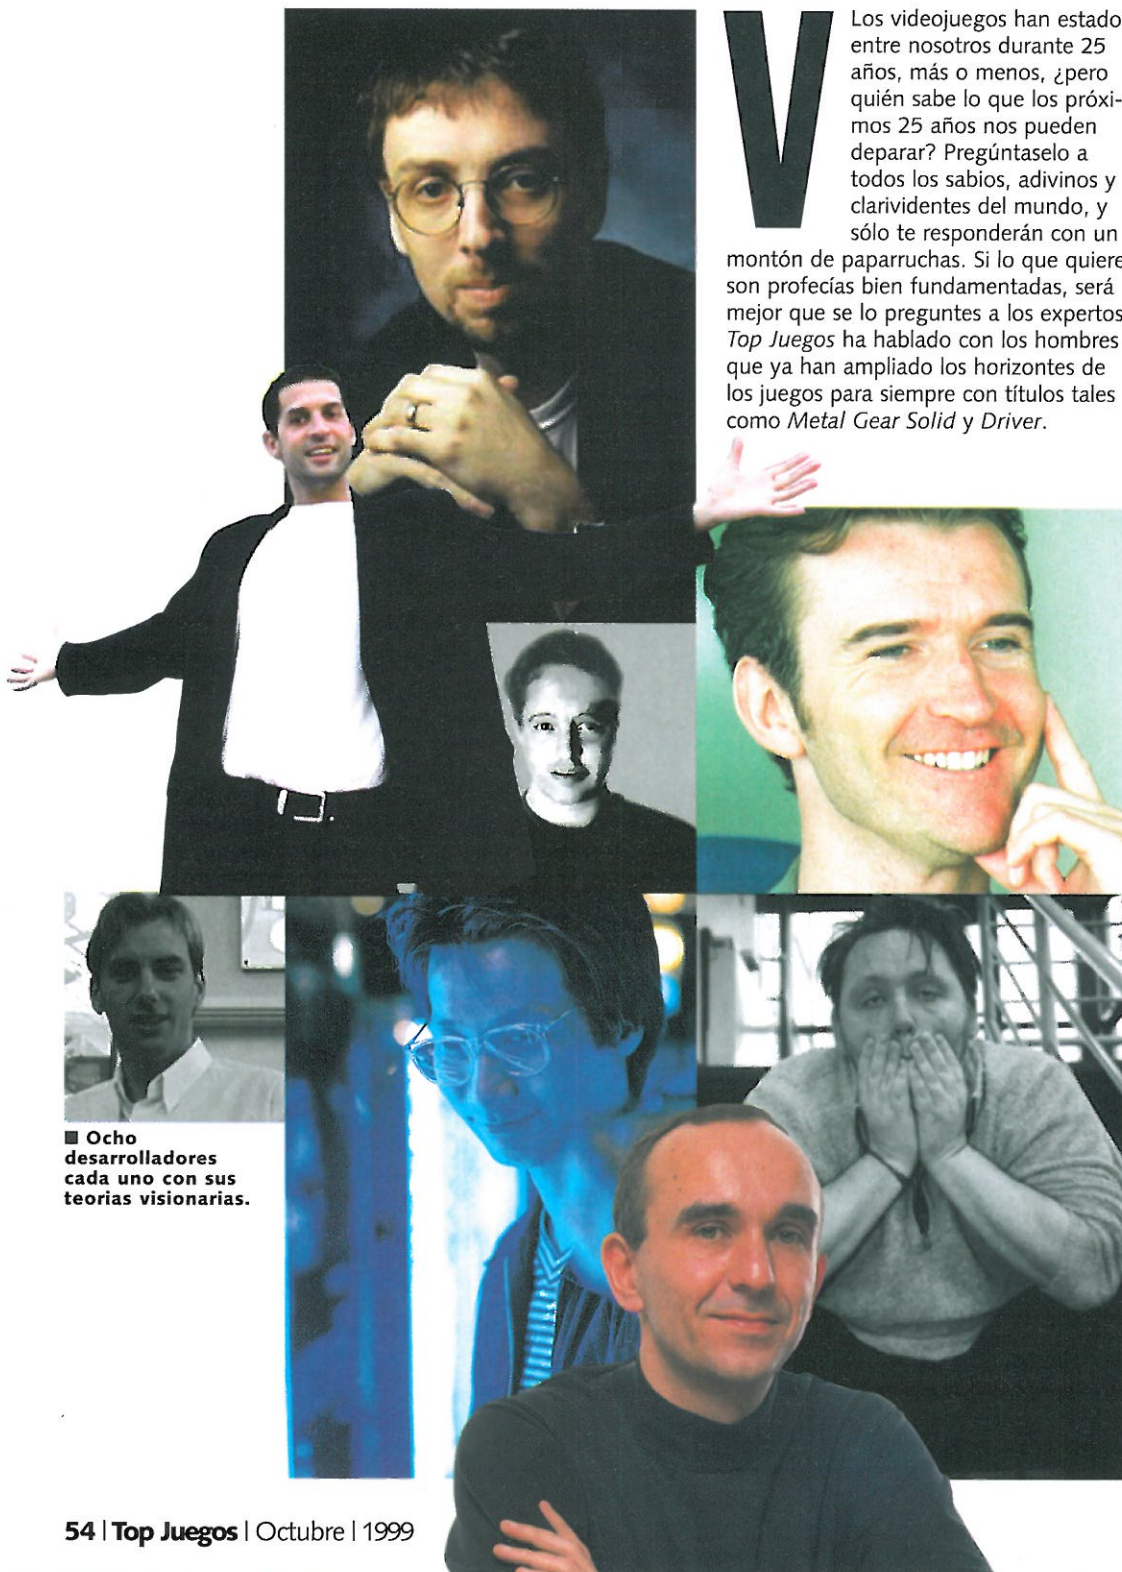 V
Los videojuegos han estado
entre nosotros durante 25
años, más o menos, ¿pero
quién sabe lo que los próxi-
mos 25 años nos pueden
deparar? Pregúntaselo a
todos los sabios, adivinos y
clarividentes del mundo, y
sólo te responderán con un
montón de paparruchas. Si lo que quiere
son profecías bien fundamentadas, será
mejor que se lo preguntes a los expertos
Top Juegos ha hablado con los hombres
que ya han ampliado los horizontes de
los juegos para siempre con títulos tales
como Metal Gear Solid y Driver.
■ Ocho
desarrolladores
cada uno con sus
teorias visionarias.
54 | Top Juegos | Octubre | 1999